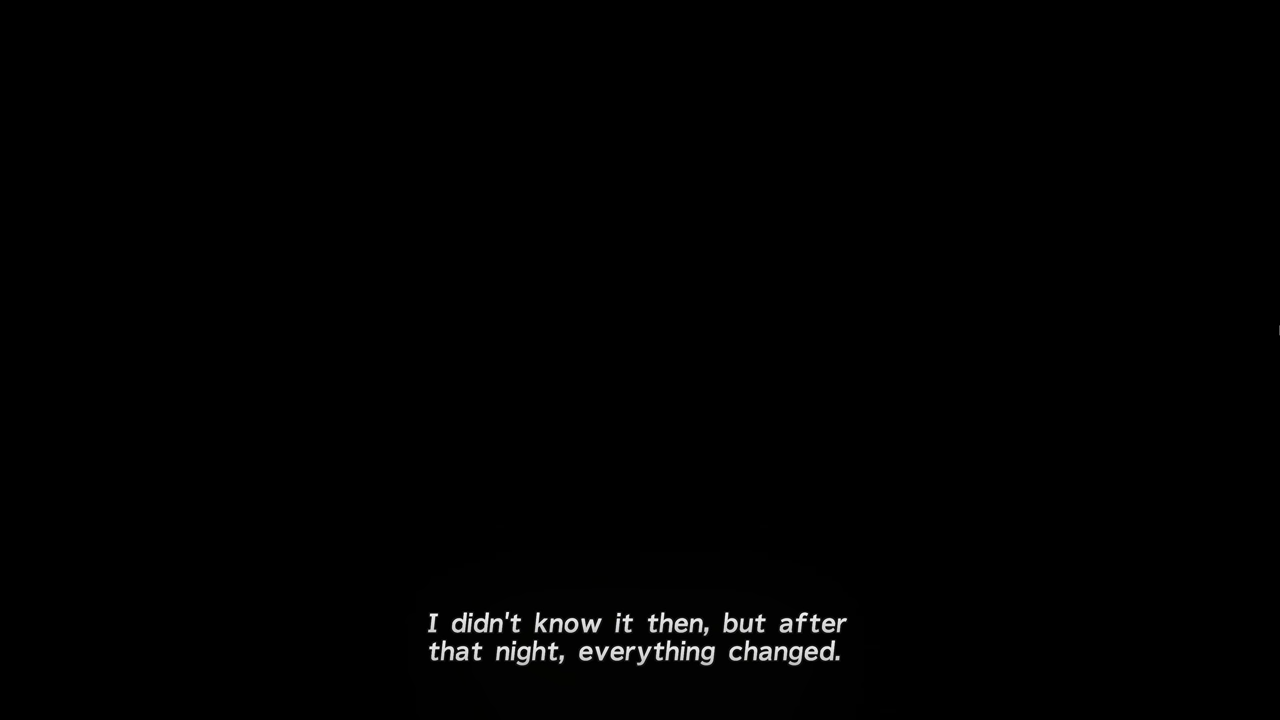 I didn't know it then, but after
that night, everything changed.